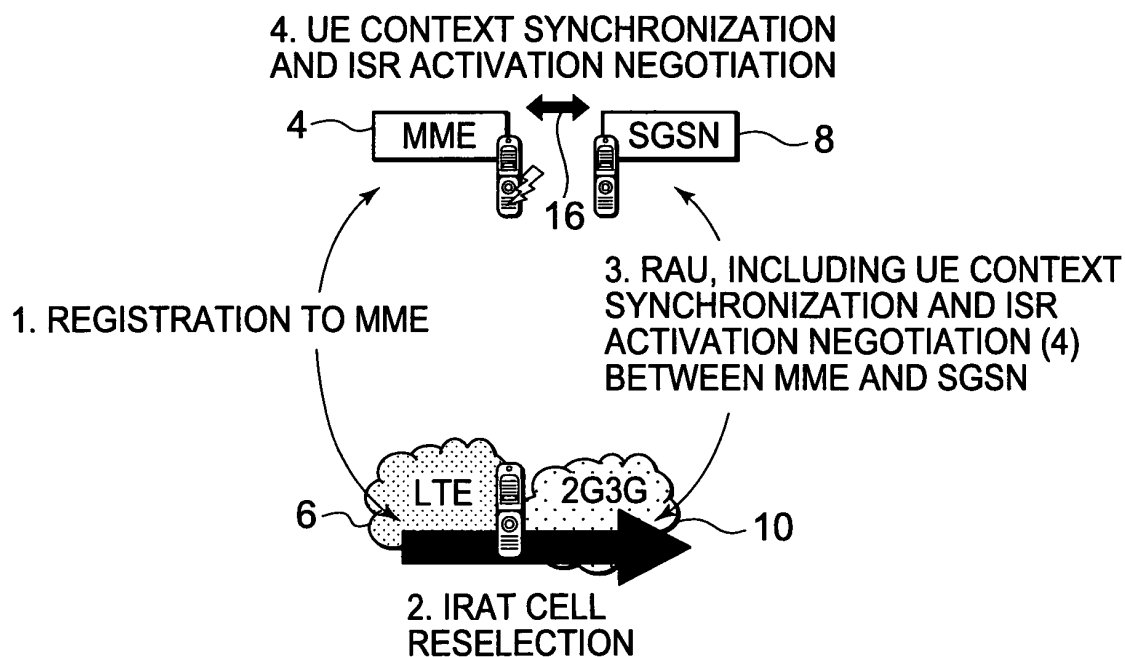 4. UE CONTEXT SYNCHRONIZATION
AND ISR ACTIVATION NEGOTIATION
4
MME
SGSN
8
16
1. REGISTRATION TO MME
3. RAU, INCLUDING UE CONTEXT
SYNCHRONIZATION AND ISR
ACTIVATION NEGOTIATION (4)
BETWEEN MME AND SGSN
LTE
2G3G
6
10
2. IRAT CELL
RESELECTION